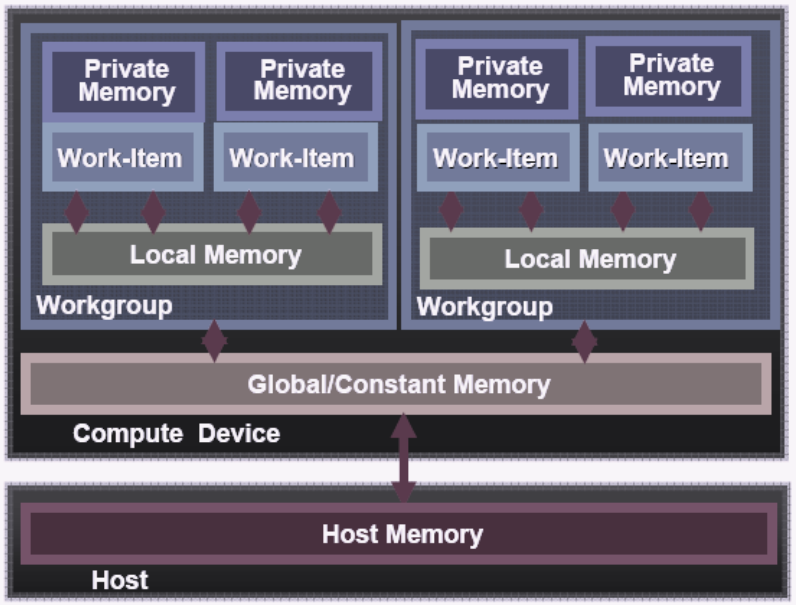 Private
Memory
Private
Memory
Private
Memory
Private
Memory
Work-Item
Work-Item
Work-Item
Work-Item
Local Memory
Local Memory
Workgroup
Workgroup
Global/Constant Memory
Compute Device
Host Memory
Host